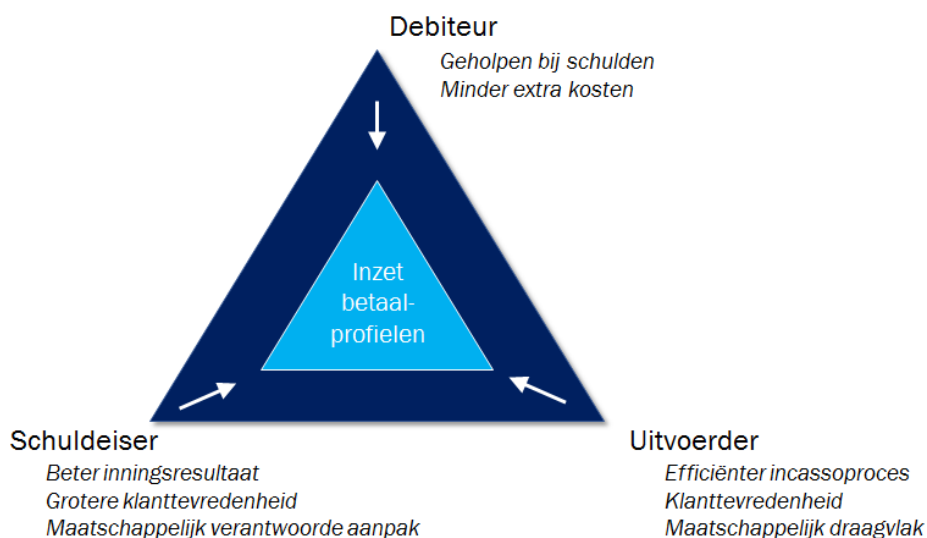 Debiteur
Geholpen bij schulden
Minder extra kosten
Inzet
betaal-
profielen
Schuldeiser
Beter inningsresultaat
Grotere klanttevredenheid
Maatschappelijk verantwoorde aanpak
Uitvoerder
Efficiënter incassoproces
Klanttevredenheid
Maatschappelijk draagvlak